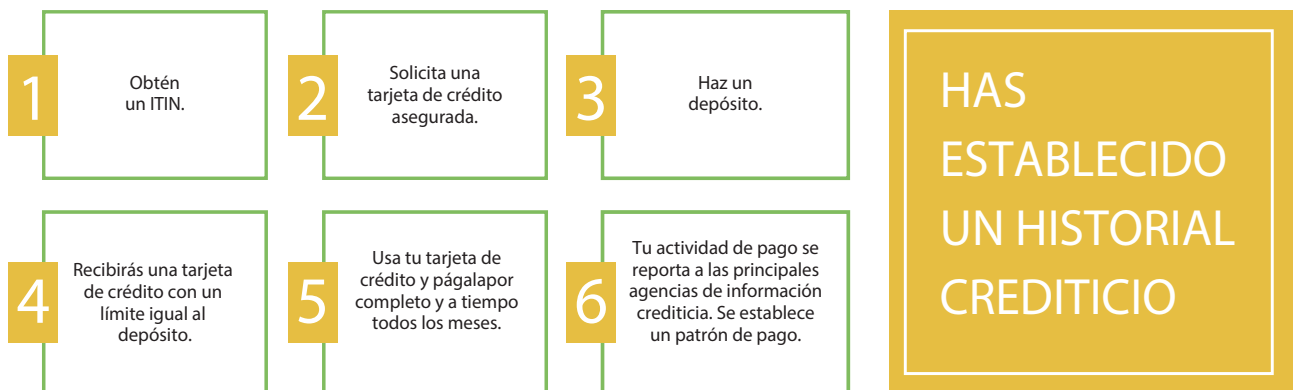 1
Obtén
un ITIN.
2
Solicita una
tarjeta de crédito
asegurada.
3
Haz un
depósito.
4
Recibirás una tarjeta
de crédito con un
límite igual al
depósito.
5
Usa tu tarjeta de
crédito y págalapor
completo y a tiempo
todos los meses.
6
Tu actividad de pago se
reporta a las principales
agencias de información
crediticia. Se establece
un patrón de pago.
HAS
ESTABLECIDO
UN HISTORIAL
CREDITICIO